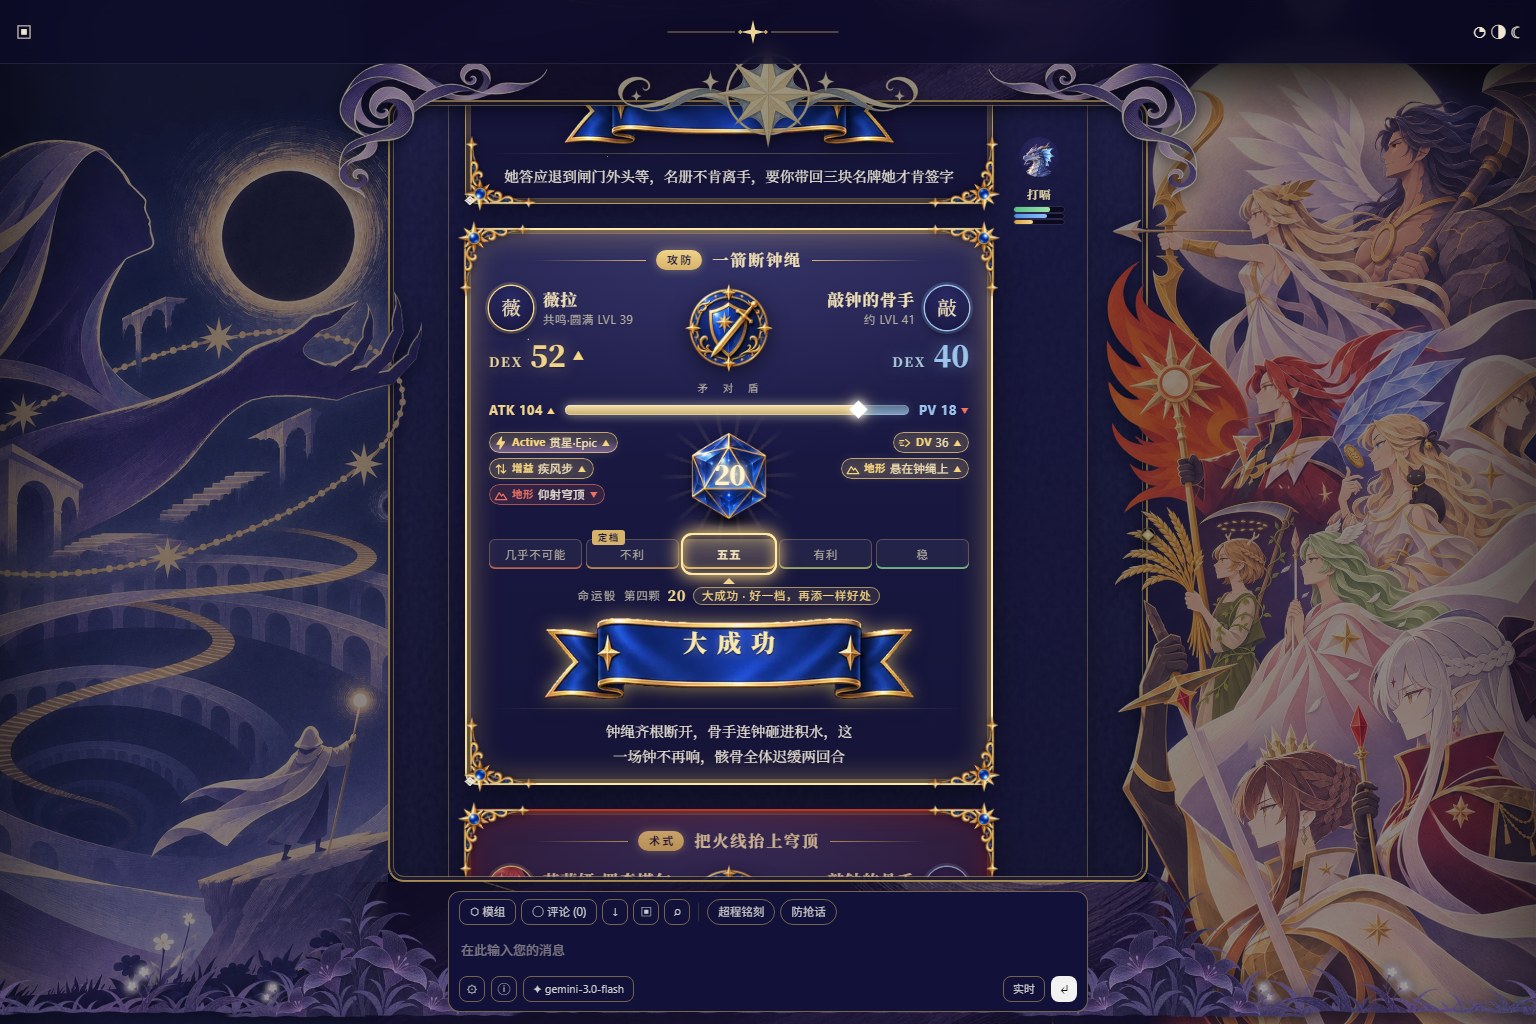 她答应退到闸门外头等，名册不肯离手，要你带回三块名牌她才肯签字
打嗝
攻防 一箭断钟绳
薇 薇拉
共鸣·圆满 LVL 39
敲钟的骨手 敲
约 LVL 41
DEX 52
DEX 40
矛 对 盾
ATK 104
PV 18
Active 贯星·Epic
DV 36
增益 疾风步
地形 悬在钟绳上
地形 仰射穹顶
20
定档
几乎不可能 不利 五五 有利 稳
命运骰 第四颗 20 大成功 · 好一档，再添一样好处
大成功
钟绳齐根断开，骨手连钟砸进积水，这
一场钟不再响，骸骨全体迟缓两回合
术式 把火线抬上穹顶
模组 评论 (0) 超程铭刻 防抢话
在此输入您的消息
gemini-3.0-flash
实时